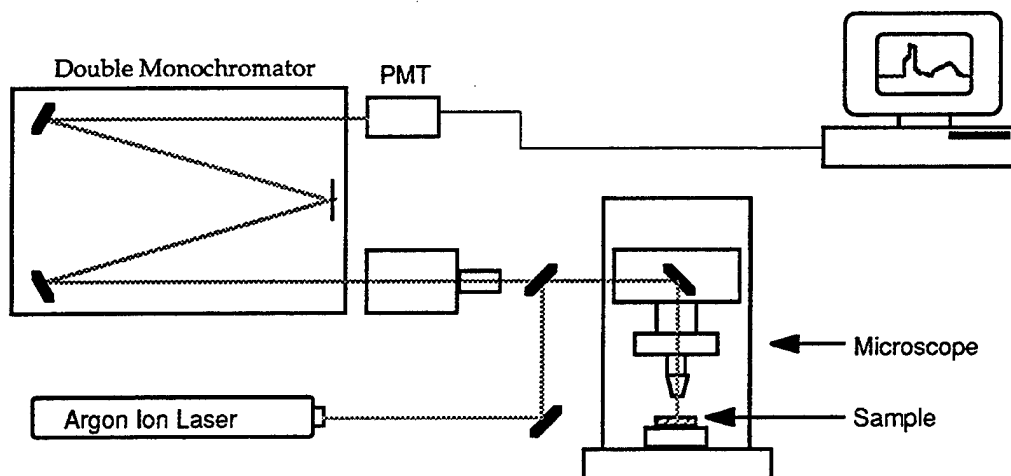 Double Monochromator
PMT
Microscope
Sample
Argon Ion Laser